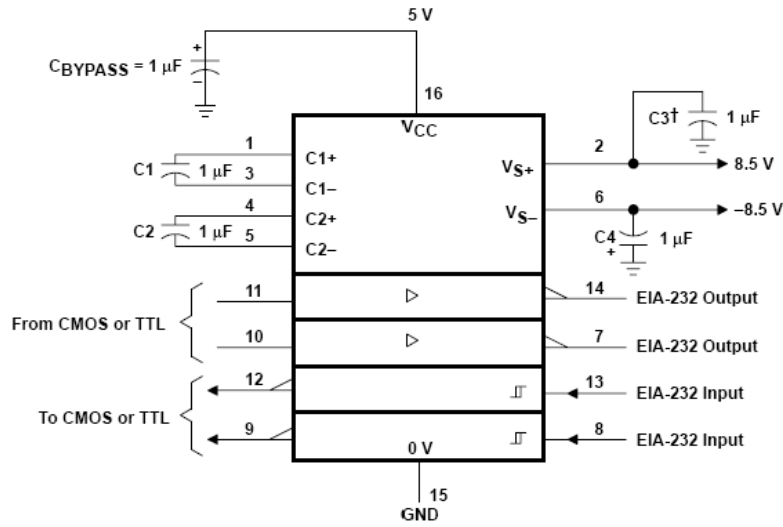 5 V
CBYPASS = 1 µF
+
–
16
VCC
C3†
1 µF
1
C1+
2
VS+
8.5 V
C1
1 µF
3
C1–
4
C2+
6
VS–
–8.5 V
C2
1 µF
5
C2–
C4
+
1 µF
11
14
EIA-232 Output
From CMOS or TTL
10
7
EIA-232 Output
12
13
EIA-232 Input
To CMOS or TTL
9
8
EIA-232 Input
0 V
15
GND